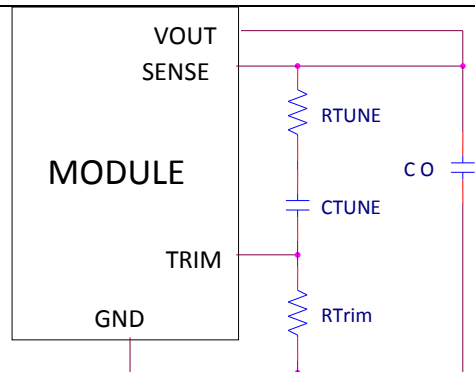 VOUT
SENSE
RTUNE
MODULE
C O
CTUNE
TRIM
RTrim
GND